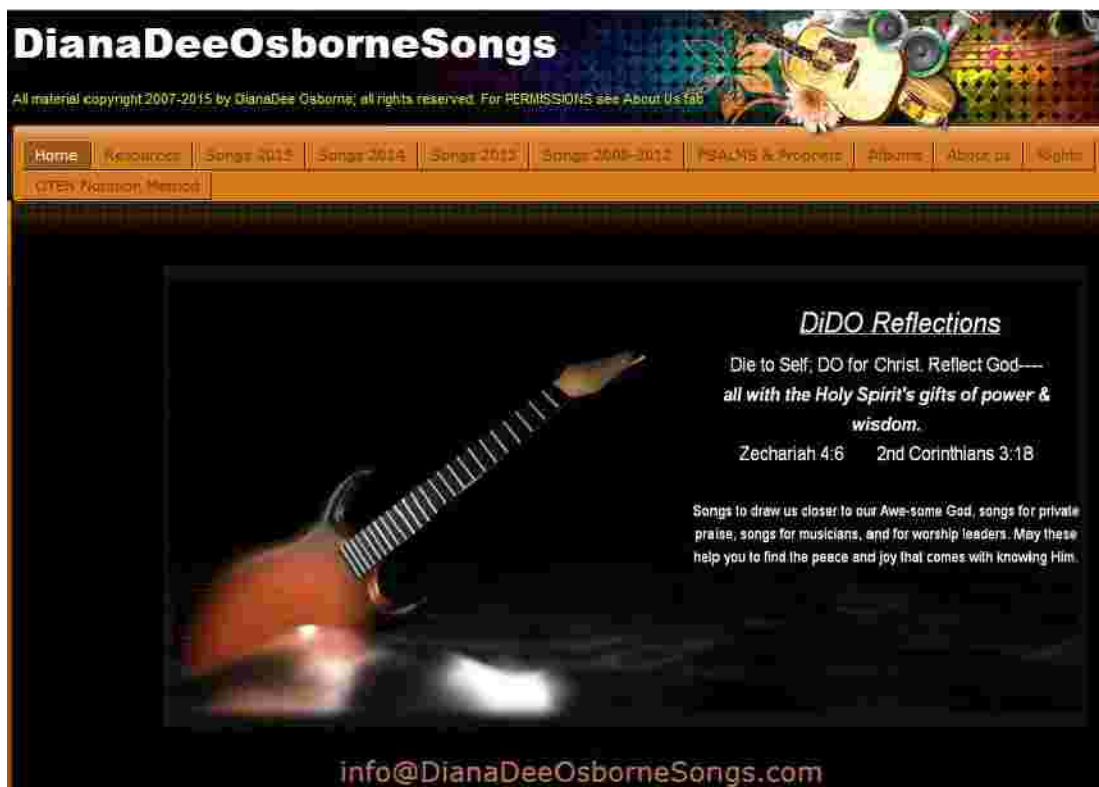 DianaDeeOsborneSongs
All material copyright 2007-2015 by DianaDee Osborne; all rights reserved. For PERMISSIONS see About Us tab
Home Resources Songs 2015 Songs 2014 Songs 2013 Songs 2008-2012 PSALMS & Prophets Albums About us Rights
Notation Method
DiDO Reflections
Die to Self; DO for Christ. Reflect God----
all with the Holy Spirit's gifts of power &
wisdom.
Zechariah 4:6 2nd Corinthians 3:18
Songs to draw us closer to our Awe-some God, songs for private
praise, songs for musicians, and for worship leaders. May these
help you to find the peace and joy that comes with knowing Him.
info@DianaDeeOsborneSongs.com